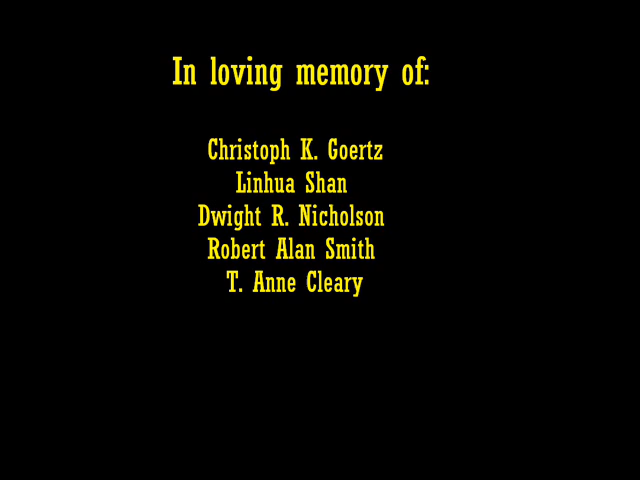 In loving memory of:
Christoph K. Goertz
Linhua Shan
Dwight R. Nicholson
Robert Alan Smith
T. Anne Cleary